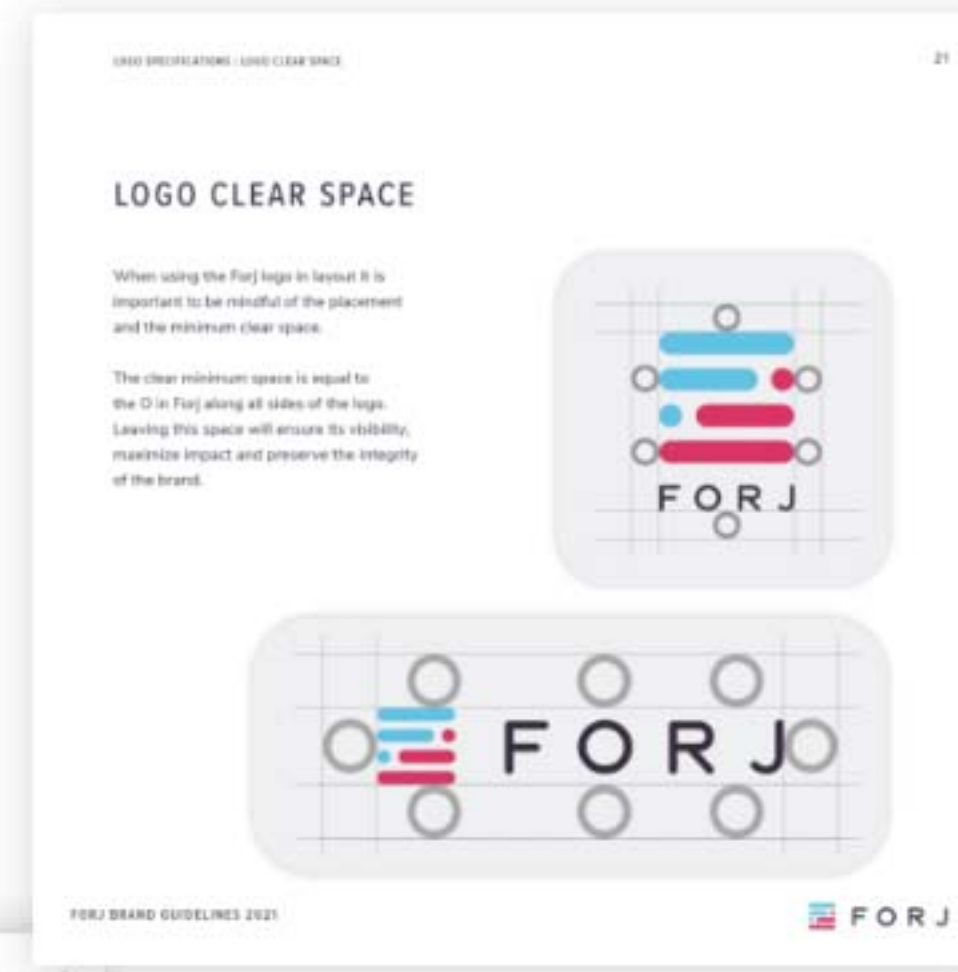 LOGO SPECIFICATIONS | LOGO CLEAR SPACE
21
LOGO CLEAR SPACE
When using the Forj logo in layout it is
important to be mindful of the placement
and the minimum clear space.
The clear minimum space is equal to
the O in Forj along all sides of the logo.
Leaving this space will ensure its visibility,
maximize impact and preserve the integrity
of the brand.
FORJ
FORJ
FORJ BRAND GUIDELINES 2021
FORJ